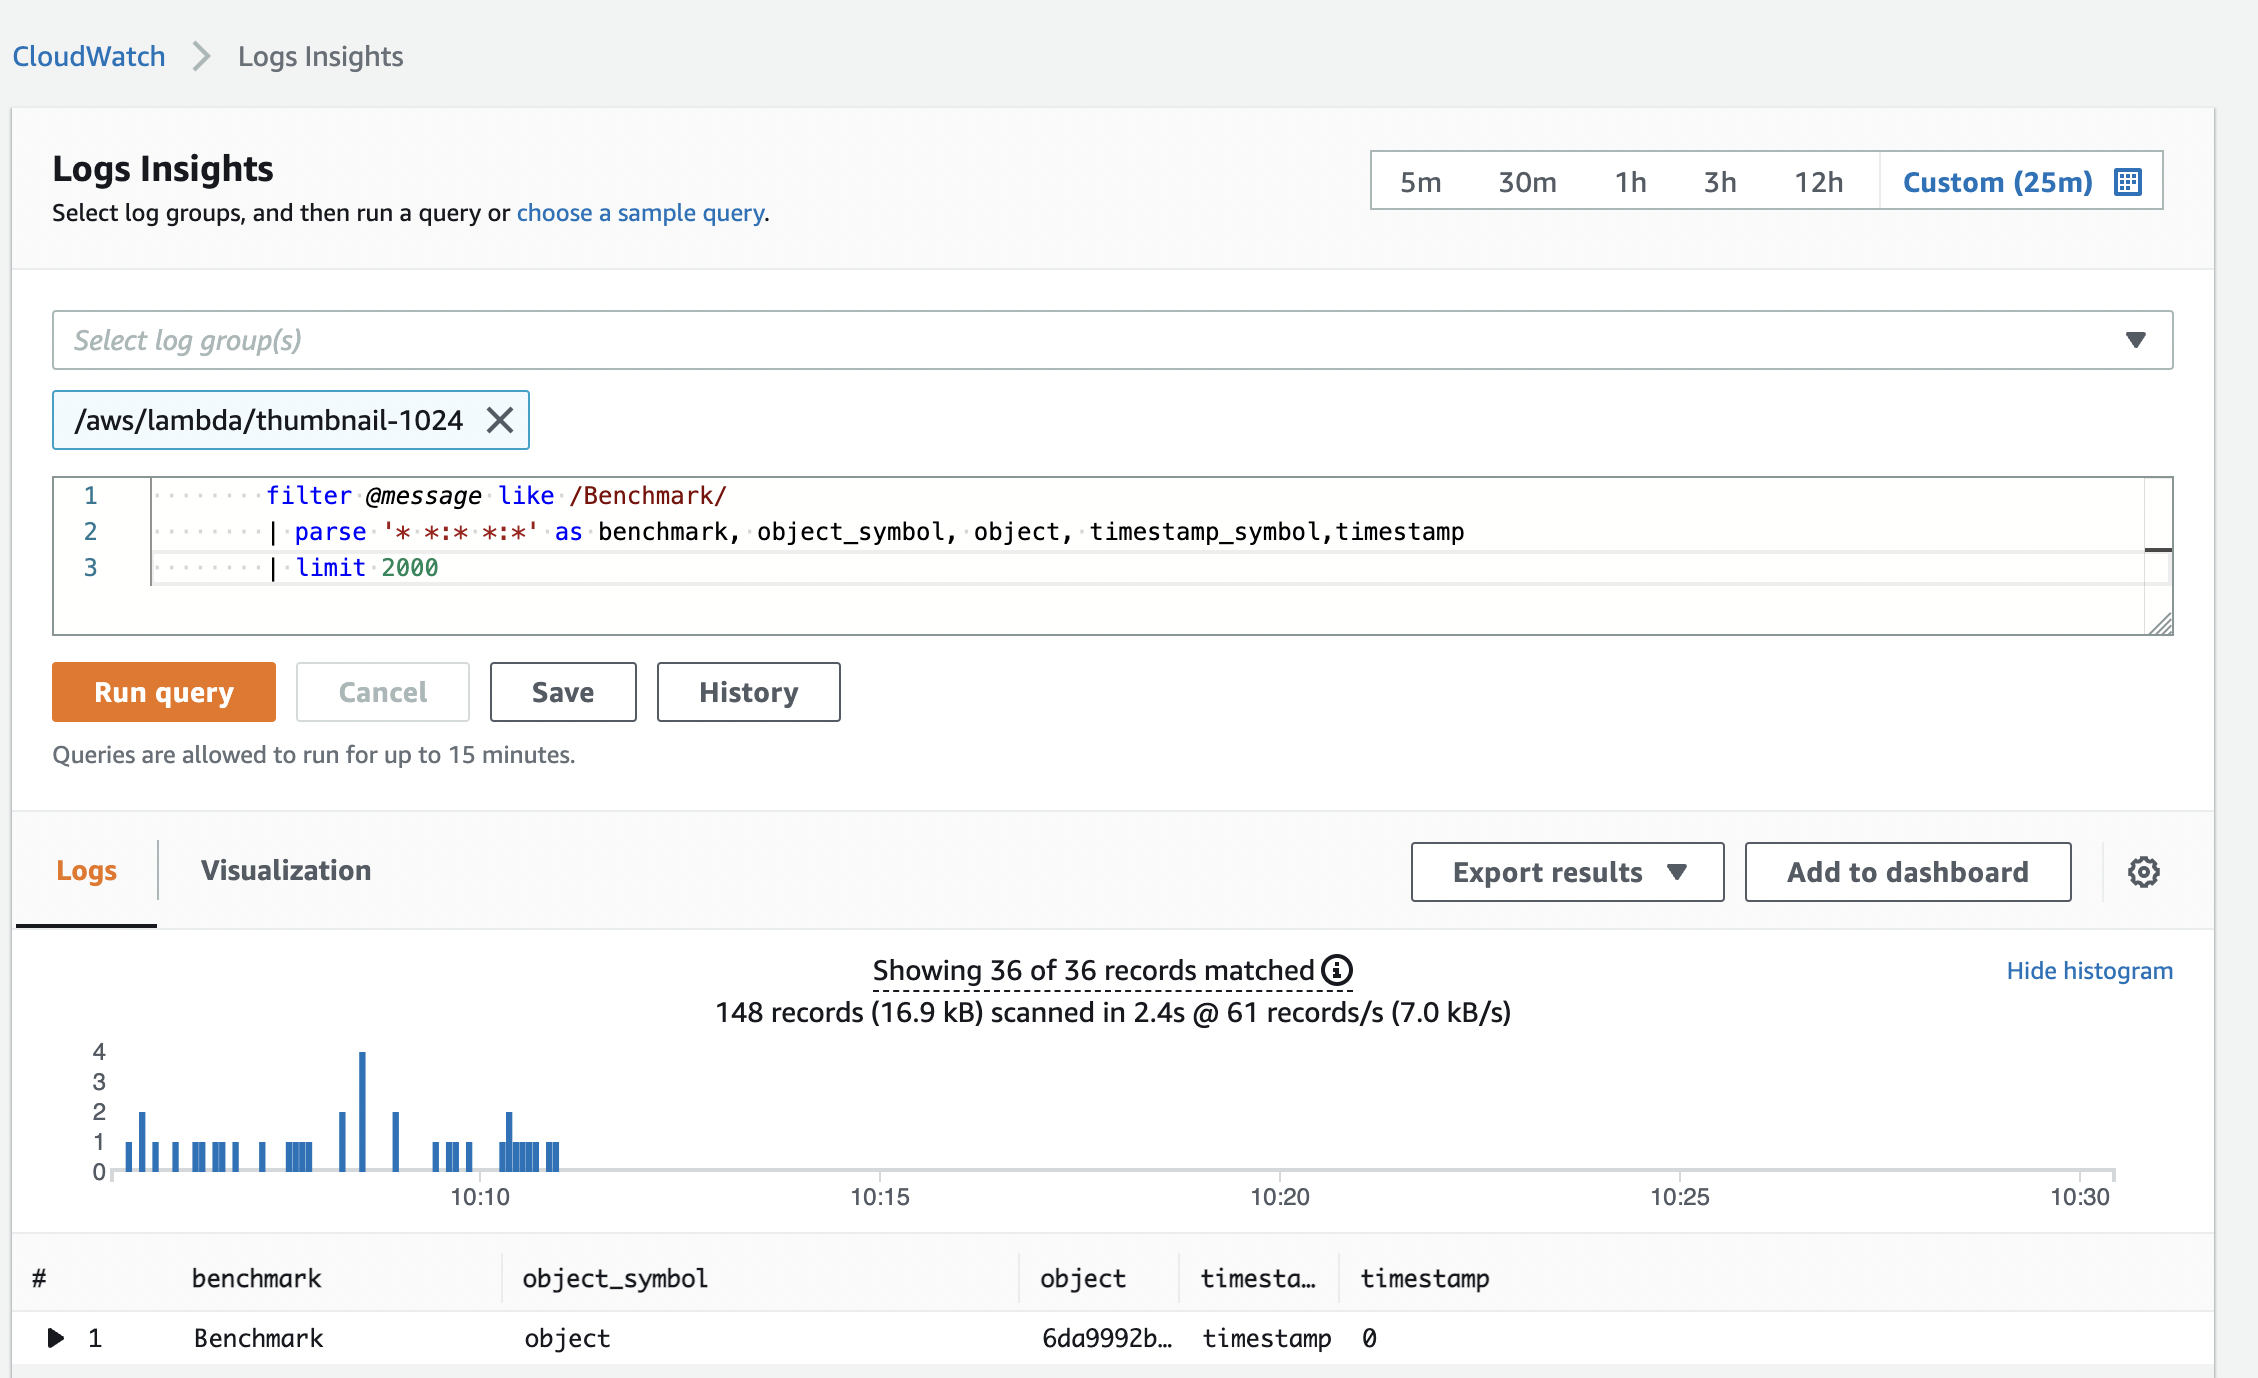 CloudWatch > Logs Insights
Logs Insights
Select log groups, and then run a query or choose a sample query.
5m 30m 1h 3h 12h Custom (25m)
Select log group(s)
/aws/lambda/thumbnail-1024
1 filter @message like /Benchmark/
2 | parse '* *:* *:*' as benchmark, object_symbol, object, timestamp_symbol,timestamp
3 | limit 2000
Run query Cancel Save History
Queries are allowed to run for up to 15 minutes.
Logs Visualization Export results Add to dashboard
Showing 36 of 36 records matched
Hide histogram
148 records (16.9 kB) scanned in 2.4s @ 61 records/s (7.0 kB/s)
4
3
2
1
0
10:10 10:15 10:20 10:25 10:30
# benchmark object_symbol object timesta... timestamp
1 Benchmark object 6da9992b... timestamp 0